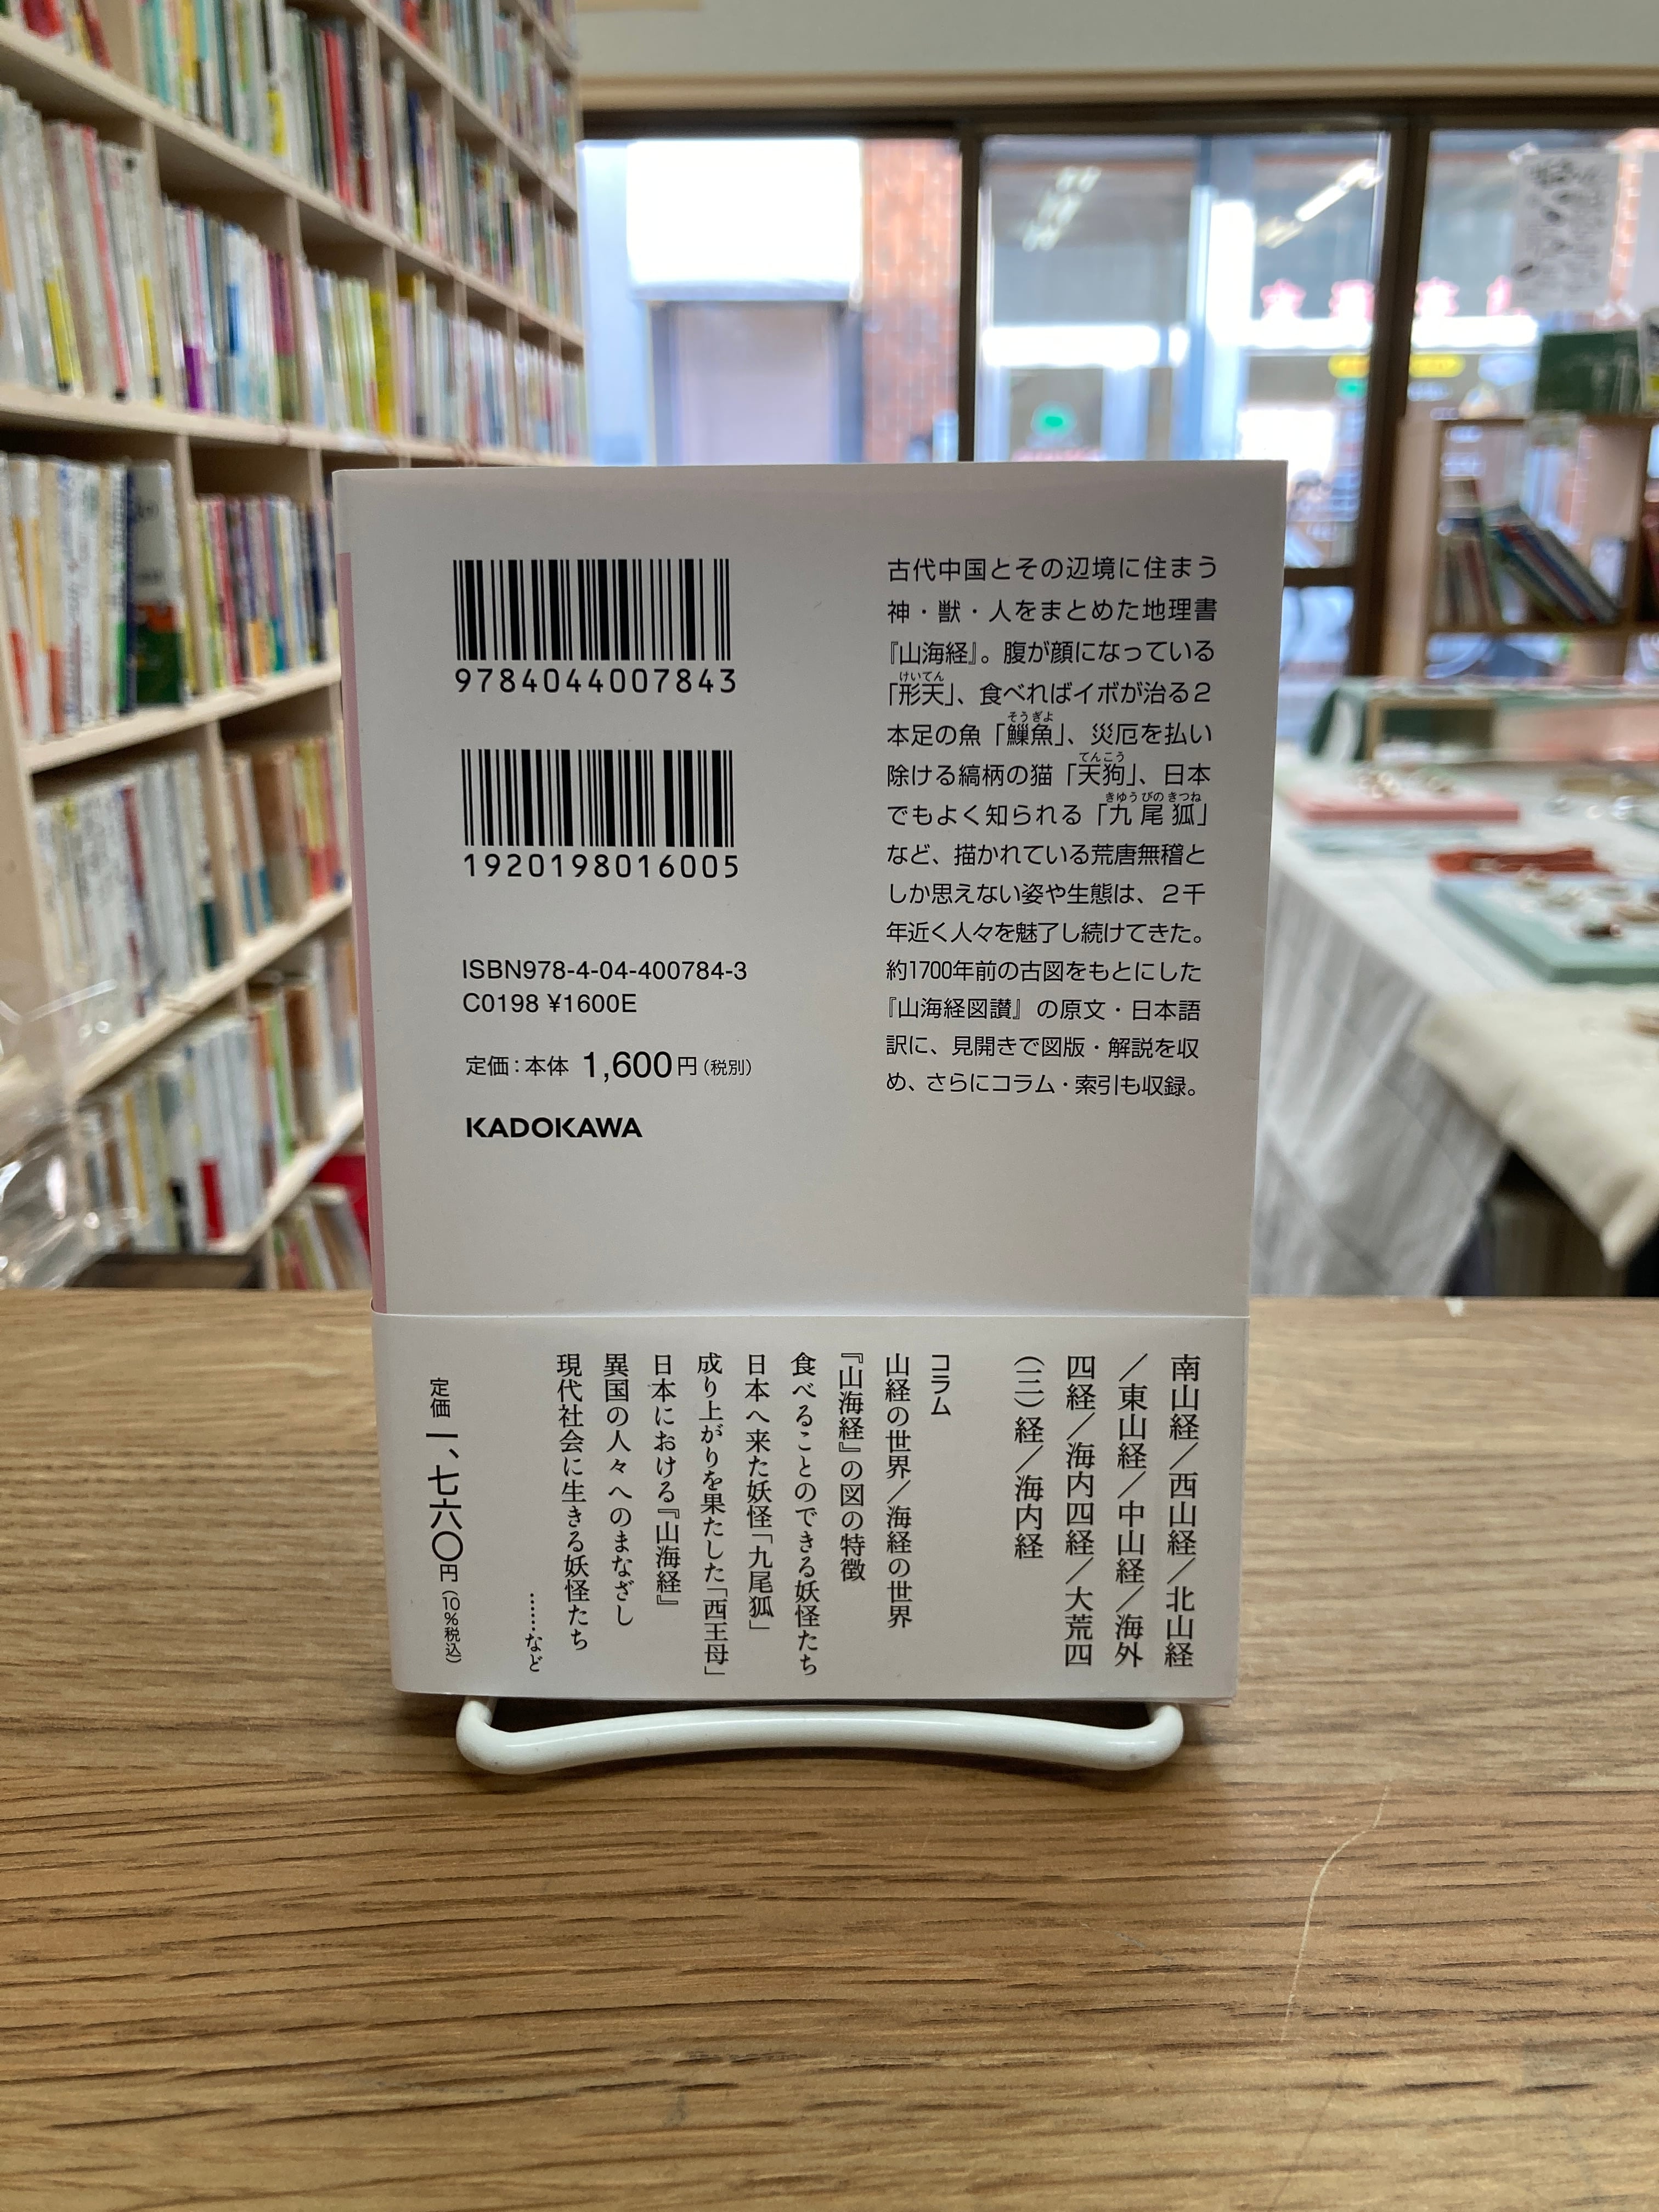 9784044007843
1920198016005
ISBN978-4-04-400784-3
C0198 ¥1600E
定価：本体 1,600円（税別）
KADOKAWA
古代中国とその辺境に住まう
神・獣・人をまとめた地理書
『山海経』。腹が顔になっている
「形天」、食べればイボが治る2
けいてん
本足の魚「鱢魚」、災厄を払い
そうぎよ
除ける縞柄の猫「天狗」、日本
てんこう
でもよく知られる「九尾狐」
きゆうびのきつね
など、描かれている荒唐無稽と
しか思えない姿や生態は、2千
年近く人々を魅了し続けてきた。
約1700年前の古図をもとにした
『山海経図讃』の原文・日本語
訳に、見開きで図版・解説を収
め、さらにコラム・索引も収録。
南山経／西山経／北山経
／東山経／中山経／海外
四経／海内四経／大荒四
（三）経／海内経
コラム
山経の世界／海経の世界
『山海経』の図の特徴
食べることのできる妖怪たち
日本へ来た妖怪「九尾狐」
成り上がりを果たした「西王母」
日本における『山海経』
異国の人々へのまなざし
現代社会に生きる妖怪たち
……など
定価 一、七六〇円（10％税込）